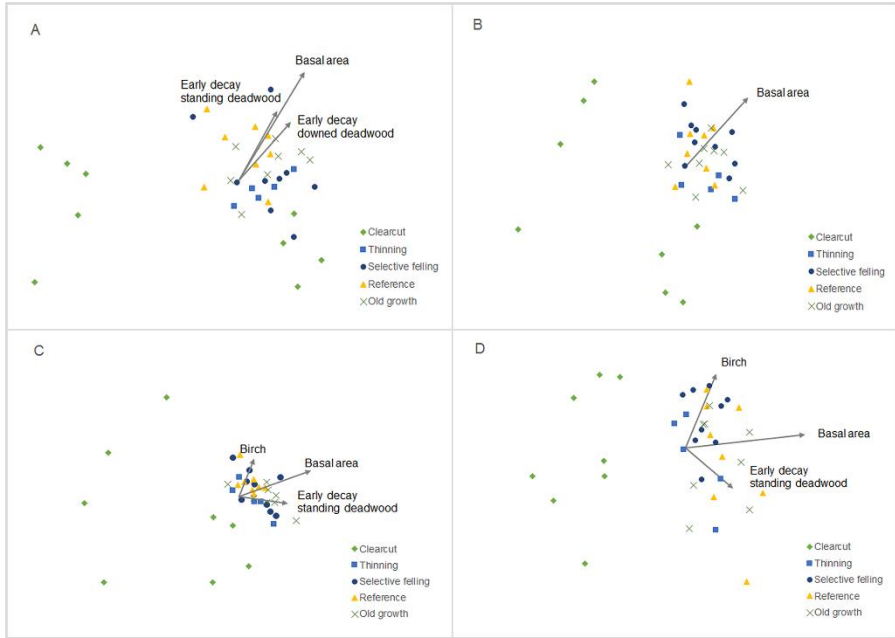 A
Basal area
Early decay
standing deadwood
Early decay
downed deadwood
Clearcut
Thinning
Selective felling
Reference
Old growth
B
Basal area
Clearcut
Thinning
Selective felling
Reference
Old growth
C
Birch
Basal area
Early decay
standing deadwood
Clearcut
Thinning
Selective felling
Reference
Old growth
D
Birch
Basal area
Early decay
standing deadwood
Clearcut
Thinning
Selective felling
Reference
Old growth